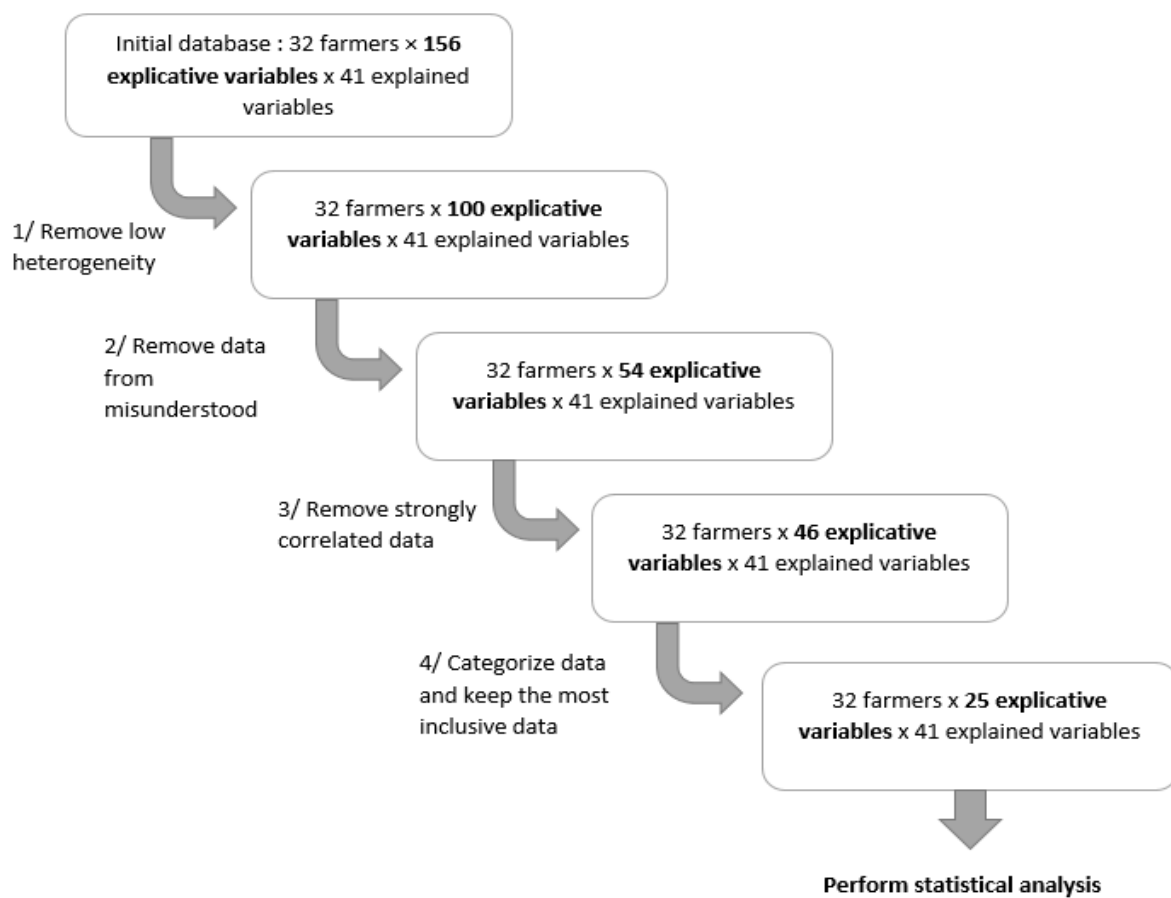 Initial database : 32 farmers × 156
explicative variables x 41 explained
variables
1/ Remove low
heterogeneity
32 farmers x 100 explicative
variables x 41 explained variables
2/ Remove data
from
misunderstood
32 farmers x 54 explicative
variables x 41 explained variables
3/ Remove strongly
correlated data
32 farmers x 46 explicative
variables x 41 explained variables
4/ Categorize data
and keep the most
inclusive data
32 farmers x 25 explicative
variables x 41 explained variables
Perform statistical analysis